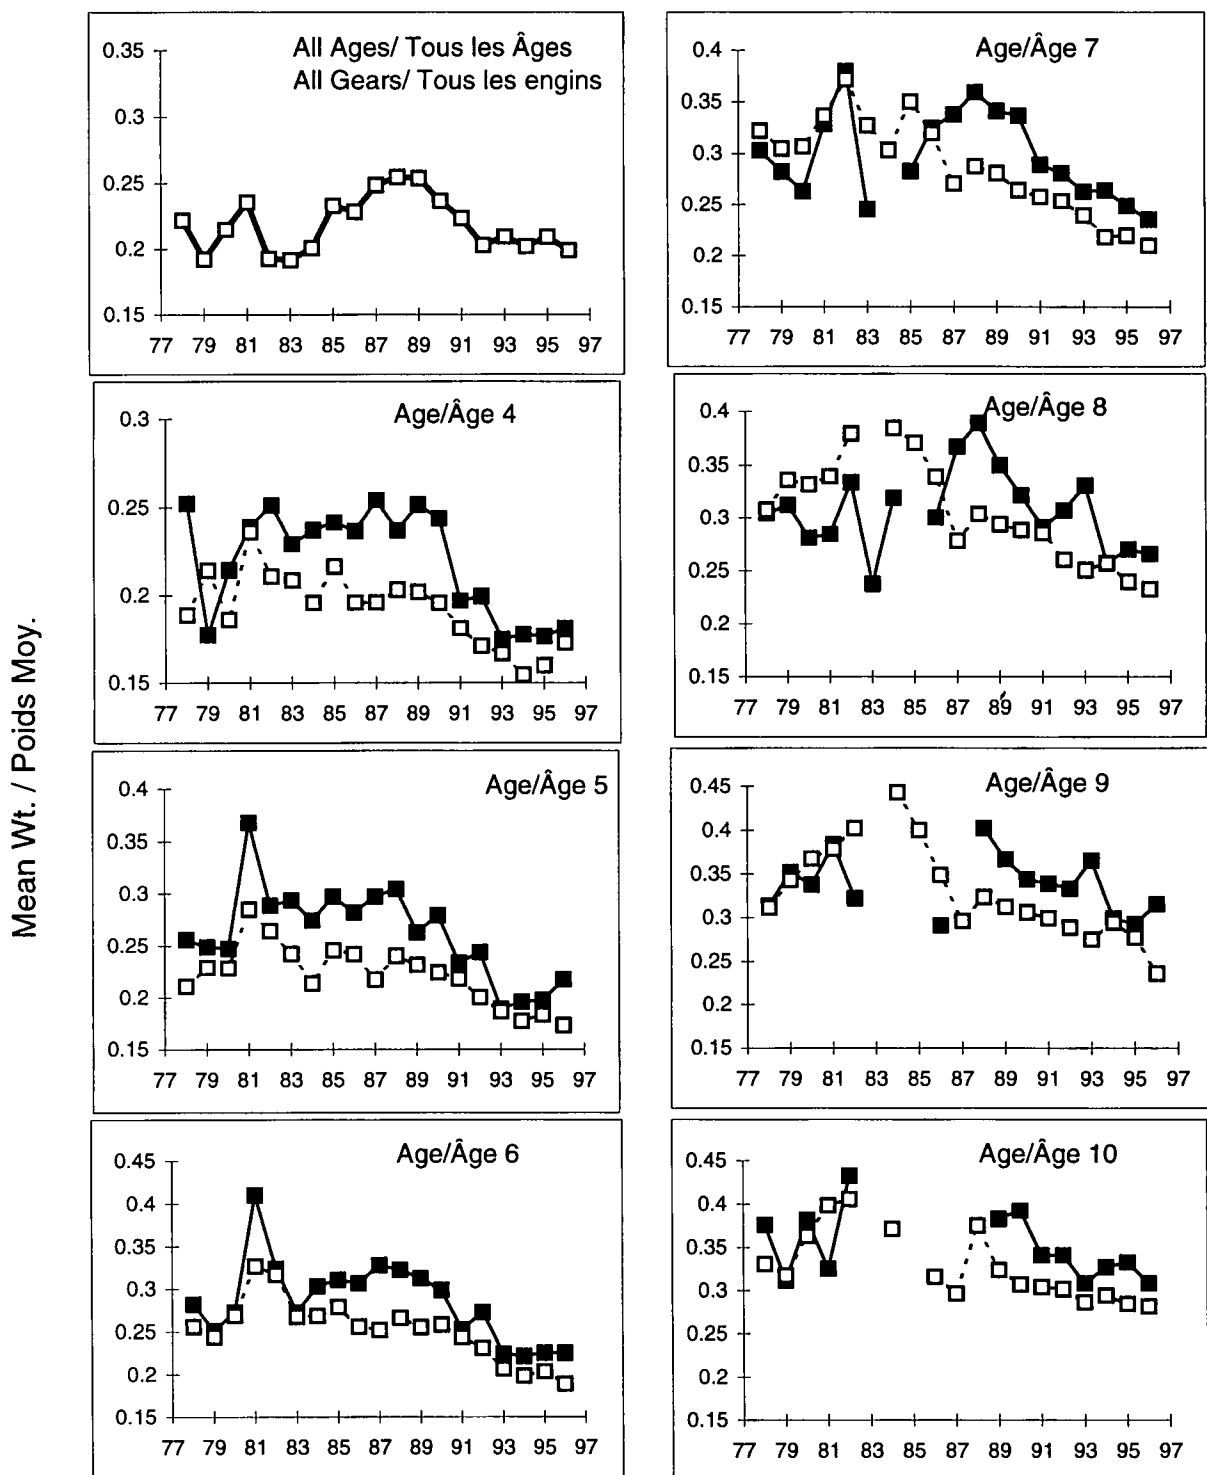 Mean Wt. / Poids Moy.
All Ages/ Tous les Âges
All Gears/ Tous les engins
0.35
0.3
0.25
0.2
0.15
77 79 81 83 85 87 89 91 93 95 97
Age/Âge 4
0.3
0.25
0.2
0.15
77 79 81 83 85 87 89 91 93 95 97
Age/Âge 5
0.4
0.35
0.3
0.25
0.2
0.15
77 79 81 83 85 87 89 91 93 95 97
Age/Âge 6
0.45
0.4
0.35
0.3
0.25
0.2
0.15
77 79 81 83 85 87 89 91 93 95 97
Age/Âge 7
0.4
0.35
0.3
0.25
0.2
0.15
77 79 81 83 85 87 89 91 93 95 97
Age/Âge 8
0.4
0.35
0.3
0.25
0.2
0.15
77 79 81 83 85 87 89 91 93 95 97
Age/Âge 9
0.45
0.4
0.35
0.3
0.25
0.2
0.15
77 79 81 83 85 87 89 91 93 95 97
Age/Âge 10
0.45
0.4
0.35
0.3
0.25
0.2
0.15
77 79 81 83 85 87 89 91 93 95 97